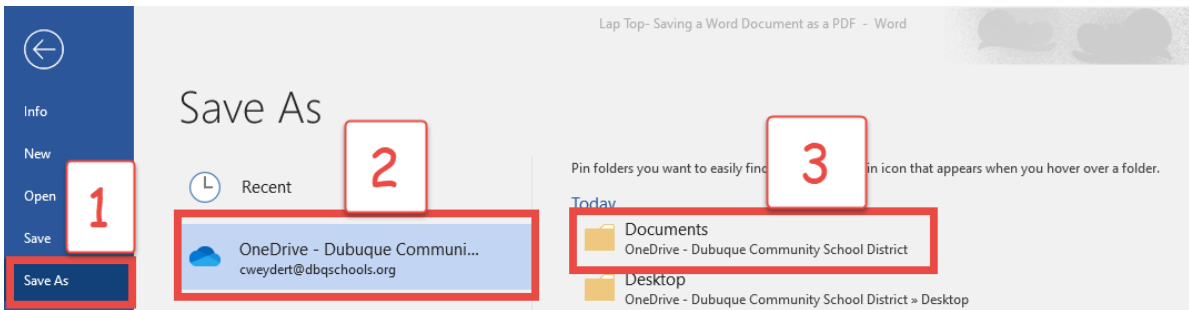 Lap Top- Saving a Word Document as a PDF - Word
Info
New
Open
Save
Save As
1
Save As
2
Recent
OneDrive - Dubuque Communi...
cweydert@dbqschools.org
3
Pin folders you want to easily find in icon that appears when you hover over a folder.
Today
Documents
OneDrive - Dubuque Community School District
Desktop
OneDrive - Dubuque Community School District » Desktop